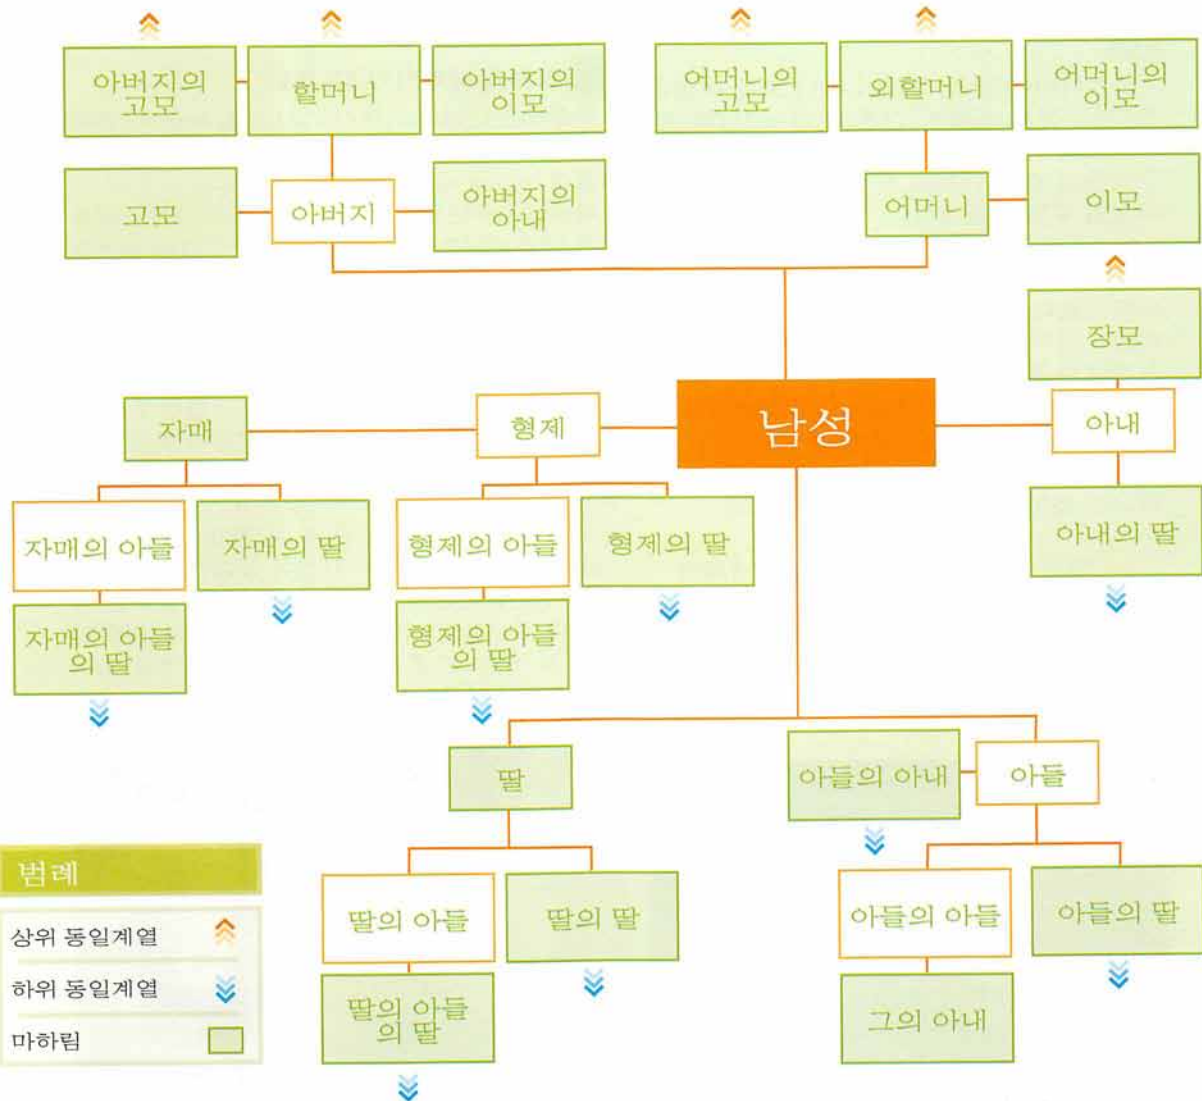 아버지의
고모
할머니
아버지의
이모
어머니의
고모
외할머니
어머니의
이모
고모
아버지
아버지의
아내
어머니
이모
장모
자매
형제
남성
아내
자매의 아들
자매의 딸
형제의 아들
형제의 딸
아내의 딸
자매의 아들
의 딸
형제의 아들
의 딸
딸
아들의 아내
아들
범례
상위 동일계열
하위 동일계열
마하림
딸의 아들
딸의 딸
아들의 아들
아들의 딸
딸의 아들
의 딸
그의 아내